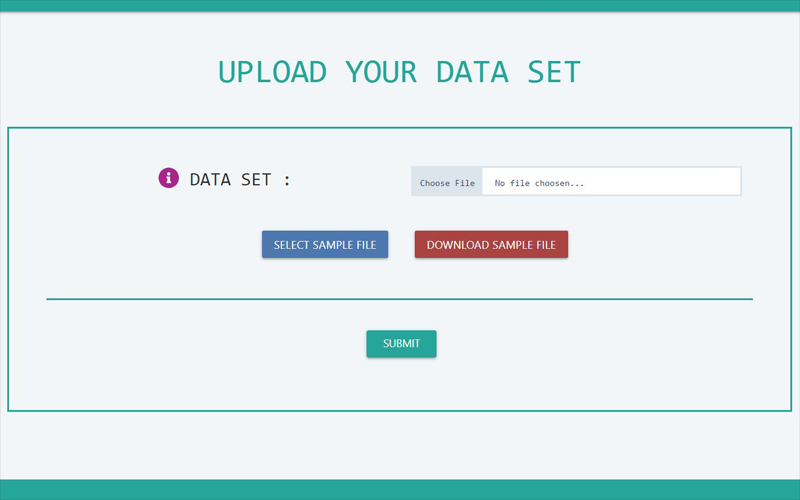 UPLOAD YOUR DATA SET
DATA SET :
Choose File No file choosen...
SELECT SAMPLE FILE DOWNLOAD SAMPLE FILE
SUBMIT